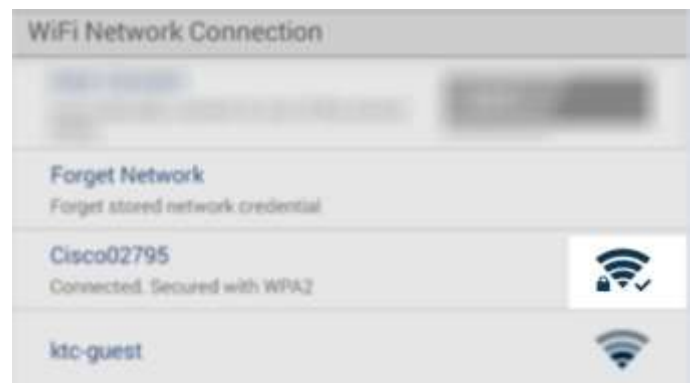 WiFi Network Connection
Forget Network
Forget stored network credential
Cisco02795
Connected. Secured with WPA2
ktc-guest